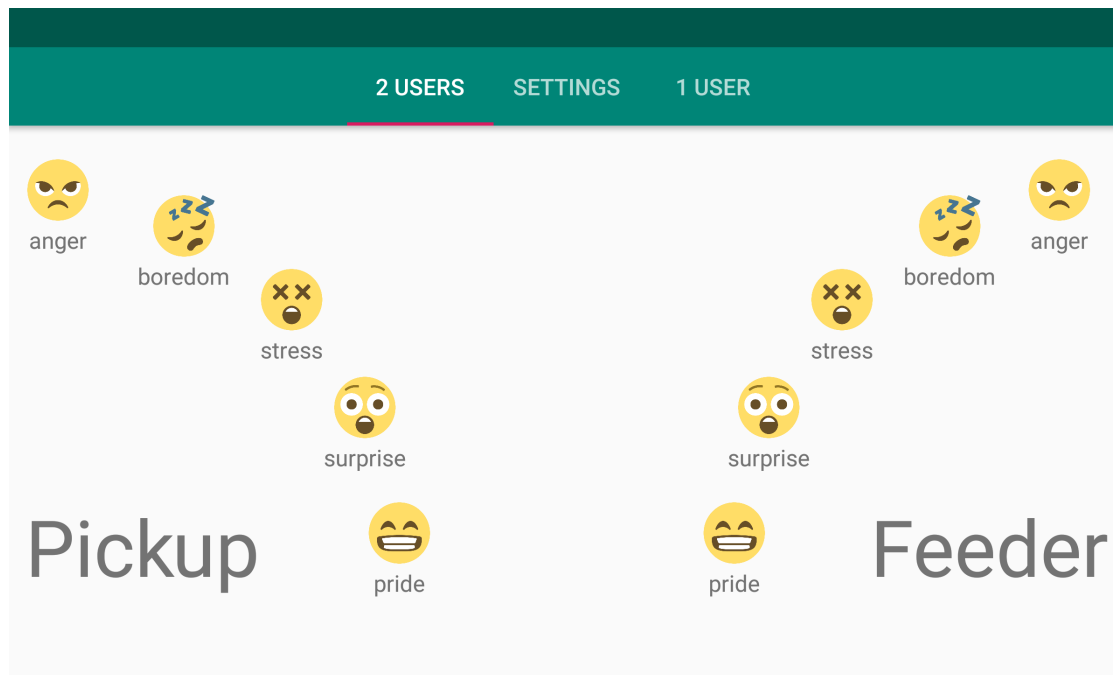 2 USERS SETTINGS 1 USER
anger anger
boredom boredom
stress stress
surprise surprise
Pickup Feeder
pride pride